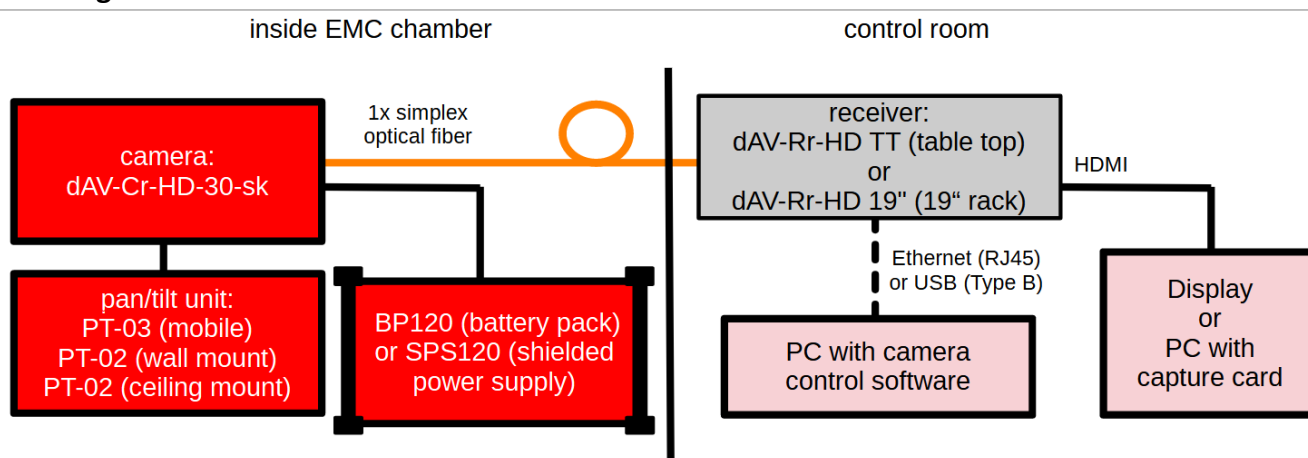 inside EMC chamber
control room
1x simplex
optical fiber
camera:
dAV-Cr-HD-30-sk
receiver:
dAV-Rr-HD TT (table top)
or
dAV-Rr-HD 19" (19“ rack)
HDMI
Ethernet (RJ45)
or USB (Type B)
pan/tilt unit:
PT-03 (mobile)
PT-02 (wall mount)
PT-02 (ceiling mount)
BP120 (battery pack)
or SPS120 (shielded
power supply)
PC with camera
control software
Display
or
PC with
capture card